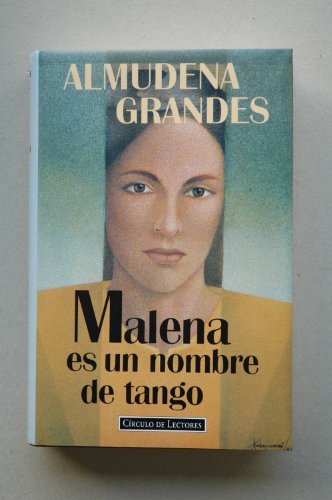 ALMUDENA
GRANDES
Malena
es un nombre
de tango
CÍRCULO DE LECTORES